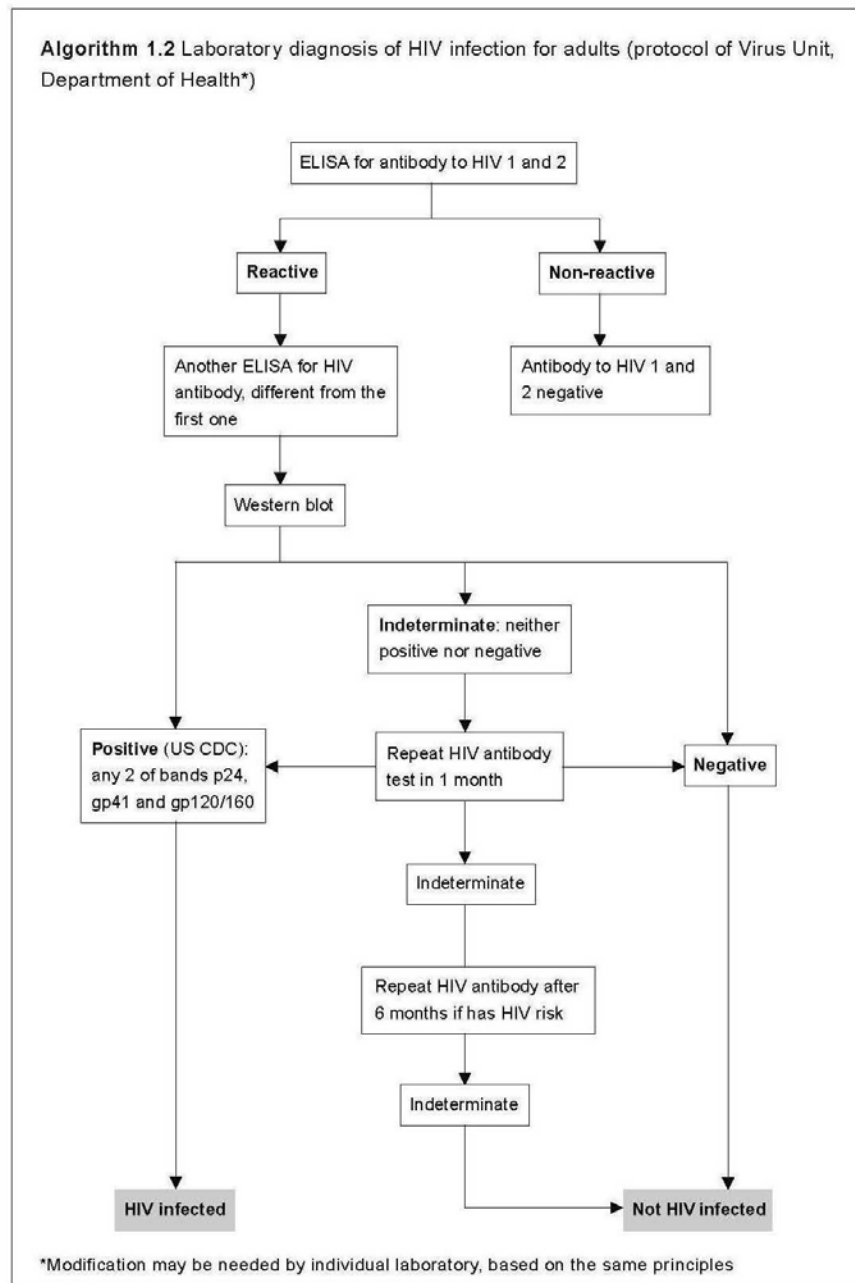 Algorithm 1.2 Laboratory diagnosis of HIV infection for adults (protocol of Virus Unit,
Department of Health*)
ELISA for antibody to HIV 1 and 2
Reactive
Non-reactive
Another ELISA for HIV
antibody, different from the
first one
Antibody to HIV 1 and
2 negative
Western blot
Indeterminate: neither
positive nor negative
Positive (US CDC):
any 2 of bands p24,
gp41 and gp120/160
Repeat HIV antibody
test in 1 month
Negative
Indeterminate
Repeat HIV antibody after
6 months if has HIV risk
Indeterminate
HIV infected
Not HIV infected
*Modification may be needed by individual laboratory, based on the same principles